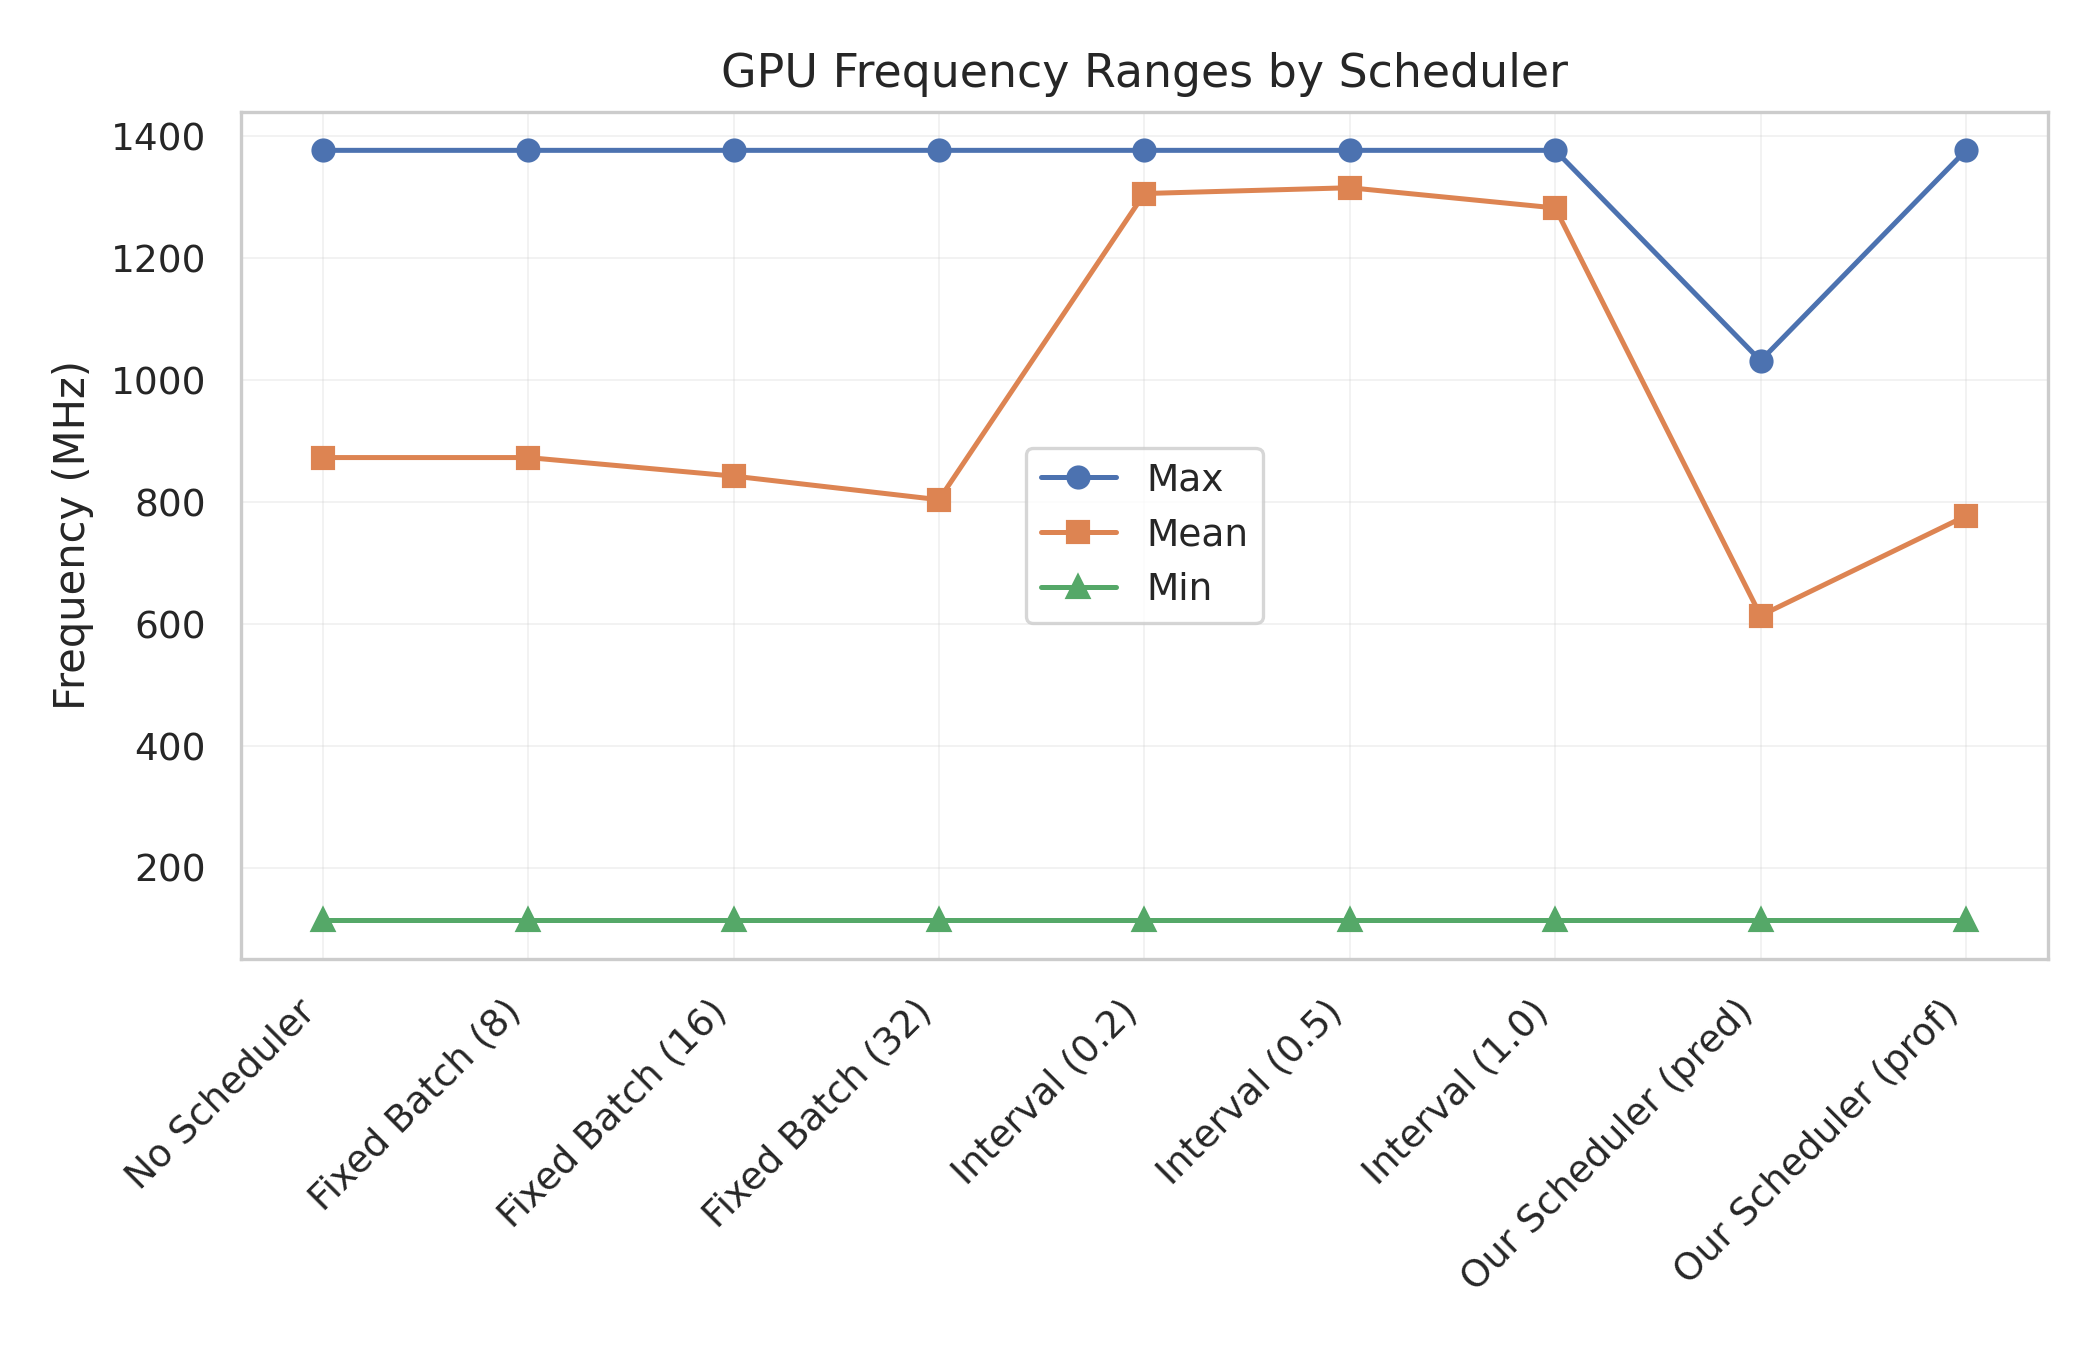 GPU Frequency Ranges by Scheduler
Frequency (MHz)
1400
1200
1000
800
600
400
200
Max
Mean
Min
No Scheduler
Fixed Batch (8)
Fixed Batch (16)
Fixed Batch (32)
Interval (0.2)
Interval (0.5)
Interval (1.0)
Our Scheduler (pred)
Our Scheduler (prof)